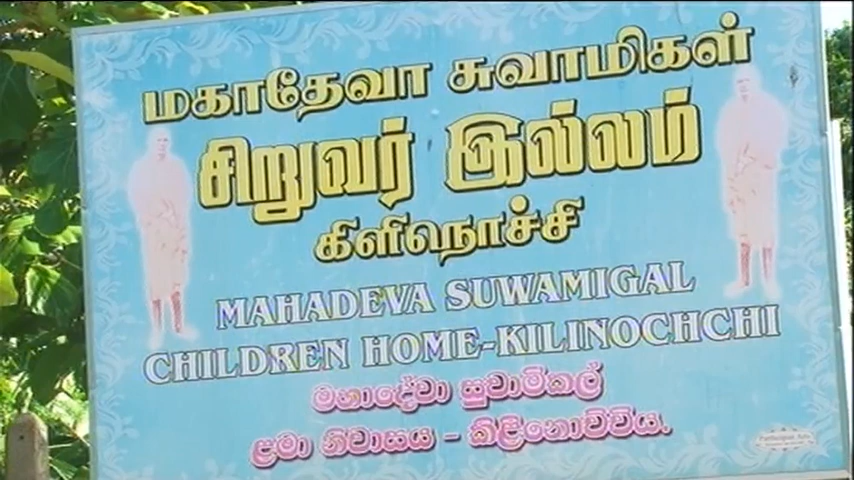 மகாதேவா சுவாமிகள்
சிறுவர் இல்லம்
கிளிநொச்சி
MAHADEVA SUWAMIGAL
CHILDREN HOME-KILINOCHCHI
මහාදේවා සුවාමිකල්
ළමා නිවාසය - කිළිනොච්චිය.